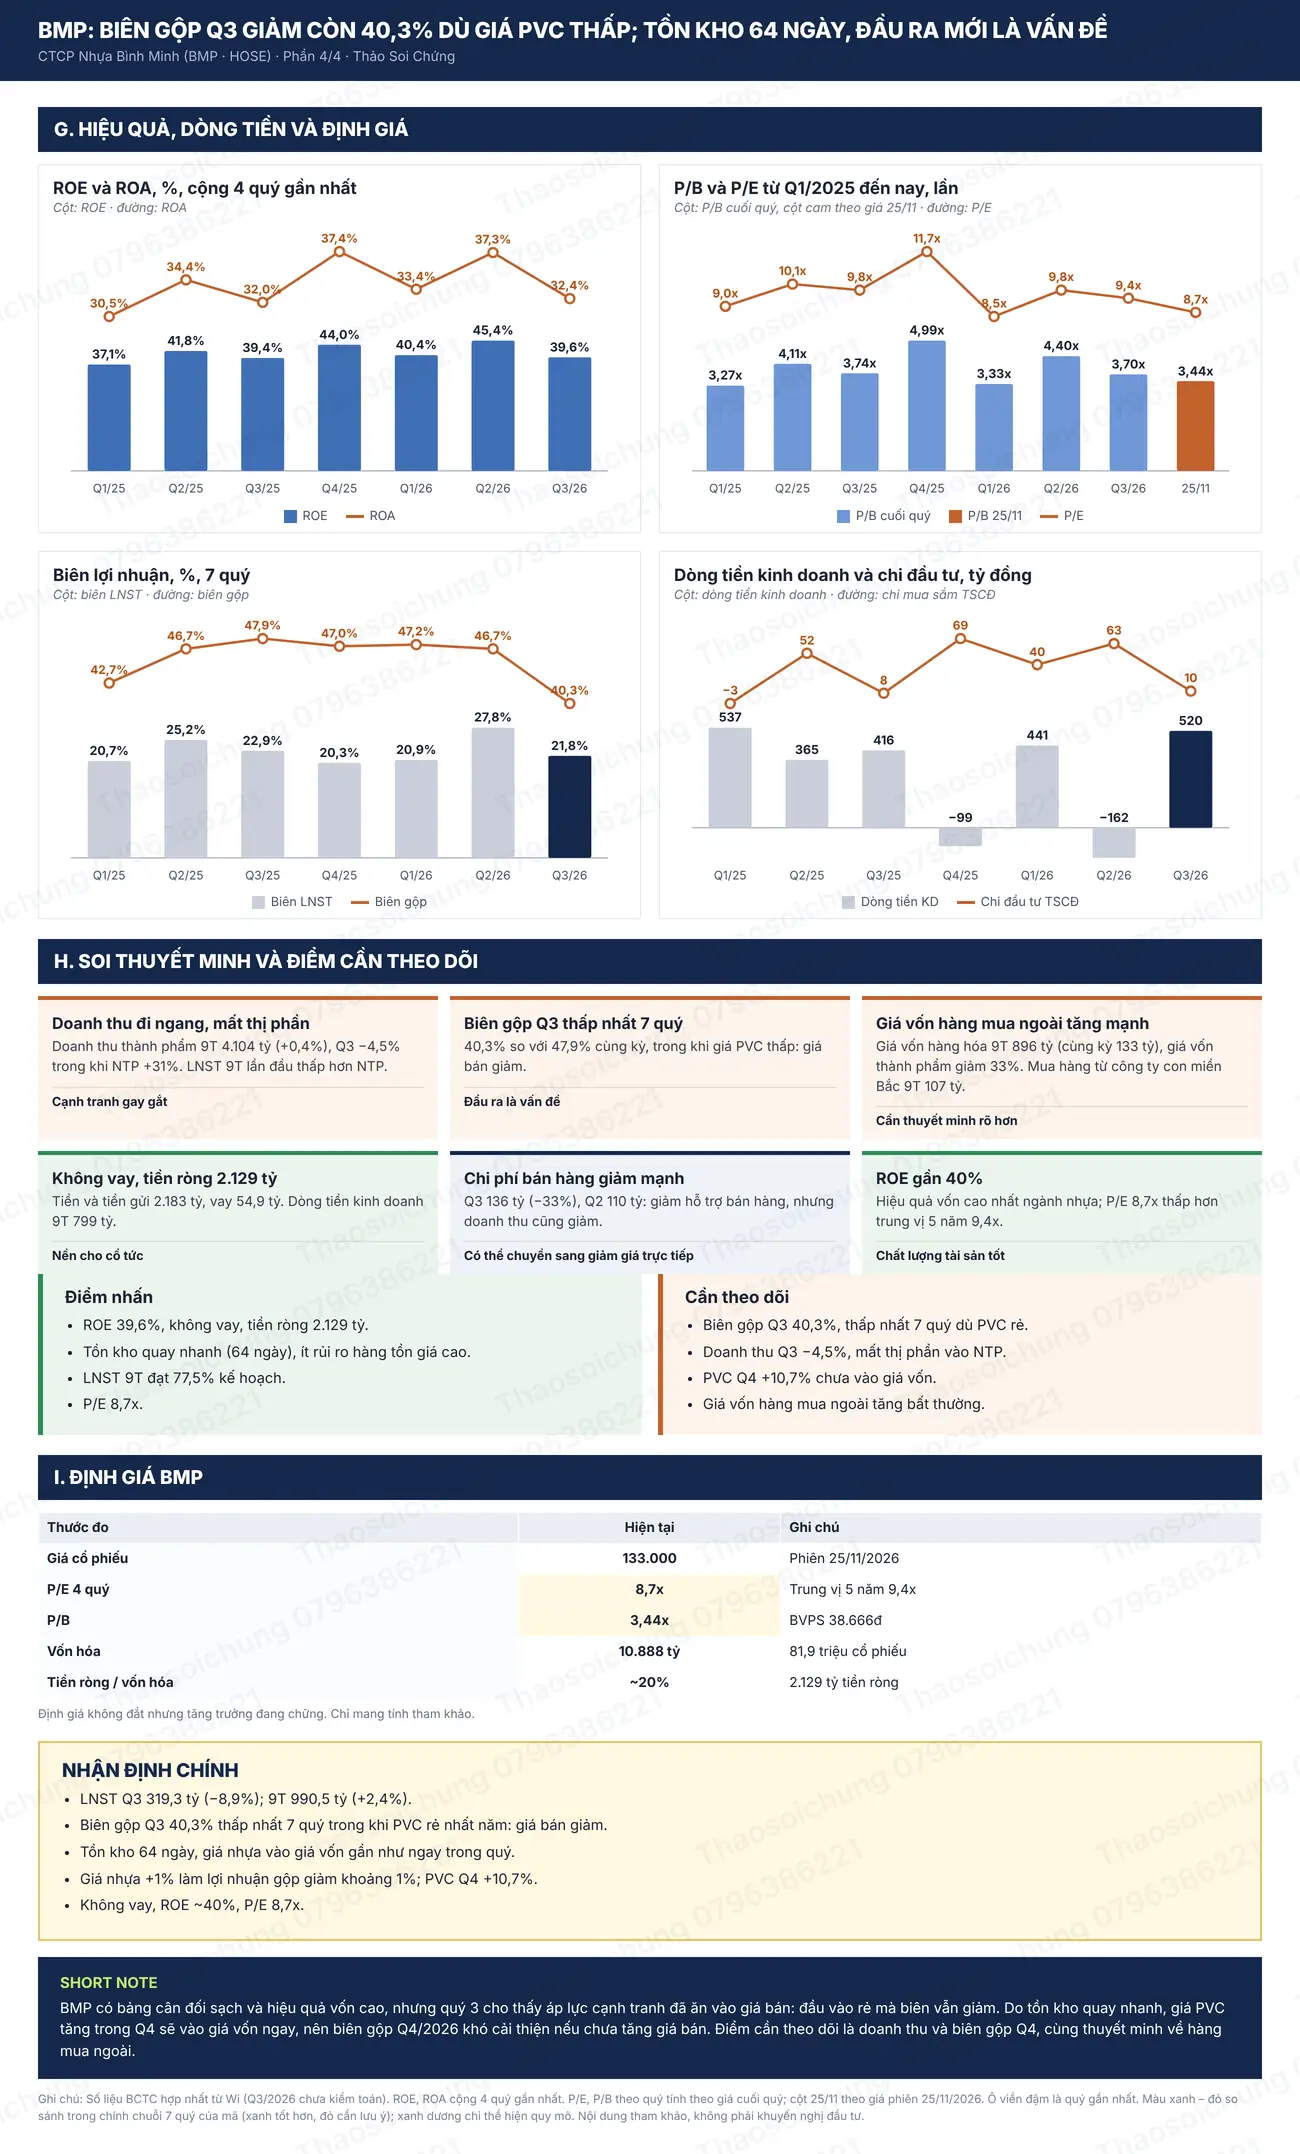 BMP: BIÊN GỘP Q3 GIẢM CÒN 40,3% DÙ GIÁ PVC THẤP; TỒN KHO 64 NGÀY, ĐẦU RA MỚI LÀ VẤN ĐỀ
CTCP Nhựa Bình Minh (BMP · HOSE) · Phần 4/4 · Thảo Soi Chứng
G. HIỆU QUẢ, DÒNG TIỀN VÀ ĐỊNH GIÁ
ROE và ROA, %, cộng 4 quý gần nhất
Cột: ROE · đường: ROA
30,5% 34,4% 32,0% 37,4% 33,4% 37,3% 32,4%
37,1% 41,8% 39,4% 44,0% 40,4% 45,4% 39,6%
Q1/25 Q2/25 Q3/25 Q4/25 Q1/26 Q2/26 Q3/26
ROE ROA
P/B và P/E từ Q1/2025 đến nay, lần
Cột: P/B cuối quý, cột cam theo giá 25/11 · đường: P/E
9,0x 10,1x 9,8x 11,7x 8,5x 9,8x 9,4x 8,7x
3,27x 4,11x 3,74x 4,99x 3,33x 4,40x 3,70x 3,44x
Q1/25 Q2/25 Q3/25 Q4/25 Q1/26 Q2/26 Q3/26 25/11
P/B cuối quý P/B 25/11 P/E
Biên lợi nhuận, %, 7 quý
Cột: biên LNST · đường: biên gộp
42,7% 46,7% 47,9% 47,0% 47,2% 46,7% 40,3%
20,7% 25,2% 22,9% 20,3% 20,9% 27,8% 21,8%
Q1/25 Q2/25 Q3/25 Q4/25 Q1/26 Q2/26 Q3/26
Biên LNST Biên gộp
Dòng tiền kinh doanh và chi đầu tư, tỷ đồng
Cột: dòng tiền kinh doanh · đường: chi mua sắm TSCĐ
−3 52 8 69 40 63 10
537 365 416 −99 441 −162 520
Q1/25 Q2/25 Q3/25 Q4/25 Q1/26 Q2/26 Q3/26
Dòng tiền KD Chi đầu tư TSCĐ
H. SOI THUYẾT MINH VÀ ĐIỂM CẦN THEO DÕI
Doanh thu đi ngang, mất thị phần
Doanh thu thành phẩm 9T 4.104 tỷ (+0,4%), Q3 −4,5%
trong khi NTP +31%. LNST 9T lần đầu thấp hơn NTP.
Cạnh tranh gay gắt
Biên gộp Q3 thấp nhất 7 quý
40,3% so với 47,9% cùng kỳ, trong khi giá PVC thấp: giá
bán giảm.
Đầu ra là vấn đề
Giá vốn hàng mua ngoài tăng mạnh
Giá vốn hàng hóa 9T 896 tỷ (cùng kỳ 133 tỷ), giá vốn
thành phẩm giảm 33%. Mua hàng từ công ty con miền
Bắc 9T 107 tỷ.
Cần thuyết minh rõ hơn
Không vay, tiền ròng 2.129 tỷ
Tiền và tiền gửi 2.183 tỷ, vay 54,9 tỷ. Dòng tiền kinh doanh
9T 799 tỷ.
Nền cho cổ tức
Chi phí bán hàng giảm mạnh
Q3 136 tỷ (−33%), Q2 110 tỷ: giảm hỗ trợ bán hàng, nhưng
doanh thu cũng giảm.
Có thể chuyển sang giảm giá trực tiếp
ROE gần 40%
Hiệu quả vốn cao nhất ngành nhựa; P/E 8,7x thấp hơn
trung vị 5 năm 9,4x.
Chất lượng tài sản tốt
Điểm nhấn
• ROE 39,6%, không vay, tiền ròng 2.129 tỷ.
• Tồn kho quay nhanh (64 ngày), ít rủi ro hàng tồn giá cao.
• LNST 9T đạt 77,5% kế hoạch.
• P/E 8,7x.
Cần theo dõi
• Biên gộp Q3 40,3%, thấp nhất 7 quý dù PVC rẻ.
• Doanh thu Q3 −4,5%, mất thị phần vào NTP.
• PVC Q4 +10,7% chưa vào giá vốn.
• Giá vốn hàng mua ngoài tăng bất thường.
I. ĐỊNH GIÁ BMP
Thước đo Hiện tại Ghi chú
Giá cổ phiếu 133.000 Phiên 25/11/2026
P/E 4 quý 8,7x Trung vị 5 năm 9,4x
P/B 3,44x BVPS 38.666đ
Vốn hóa 10.888 tỷ 81,9 triệu cổ phiếu
Tiền ròng / vốn hóa ~20% 2.129 tỷ tiền ròng
Định giá không đắt nhưng tăng trưởng đang chững. Chỉ mang tính tham khảo.
NHẬN ĐỊNH CHÍNH
• LNST Q3 319,3 tỷ (−8,9%); 9T 990,5 tỷ (+2,4%).
• Biên gộp Q3 40,3% thấp nhất 7 quý trong khi PVC rẻ nhất năm: giá bán giảm.
• Tồn kho 64 ngày, giá nhựa vào giá vốn gần như ngay trong quý.
• Giá nhựa +1% làm lợi nhuận gộp giảm khoảng 1%; PVC Q4 +10,7%.
• Không vay, ROE ~40%, P/E 8,7x.
SHORT NOTE
BMP có bảng cân đối sạch và hiệu quả vốn cao, nhưng quý 3 cho thấy áp lực cạnh tranh đã ăn vào giá bán: đầu vào rẻ mà biên vẫn giảm. Do tồn kho quay nhanh, giá PVC
tăng trong Q4 sẽ vào giá vốn ngay, nên biên gộp Q4/2026 khó cải thiện nếu chưa tăng giá bán. Điểm cần theo dõi là doanh thu và biên gộp Q4, cùng thuyết minh về hàng
mua ngoài.
Ghi chú: Số liệu BCTC hợp nhất từ Wi (Q3/2026 chưa kiểm toán). ROE, ROA cộng 4 quý gần nhất. P/E, P/B theo quý tính theo giá cuối quý; cột 25/11 theo giá phiên 25/11/2026. Ô viền đậm là quý gần nhất. Màu xanh – đỏ so
sánh trong chính chuỗi 7 quý của mã (xanh tốt hơn, đỏ cần lưu ý); xanh dương chỉ thể hiện quy mô. Nội dung tham khảo, không phải khuyến nghị đầu tư.
Thaosoichung 0796386221